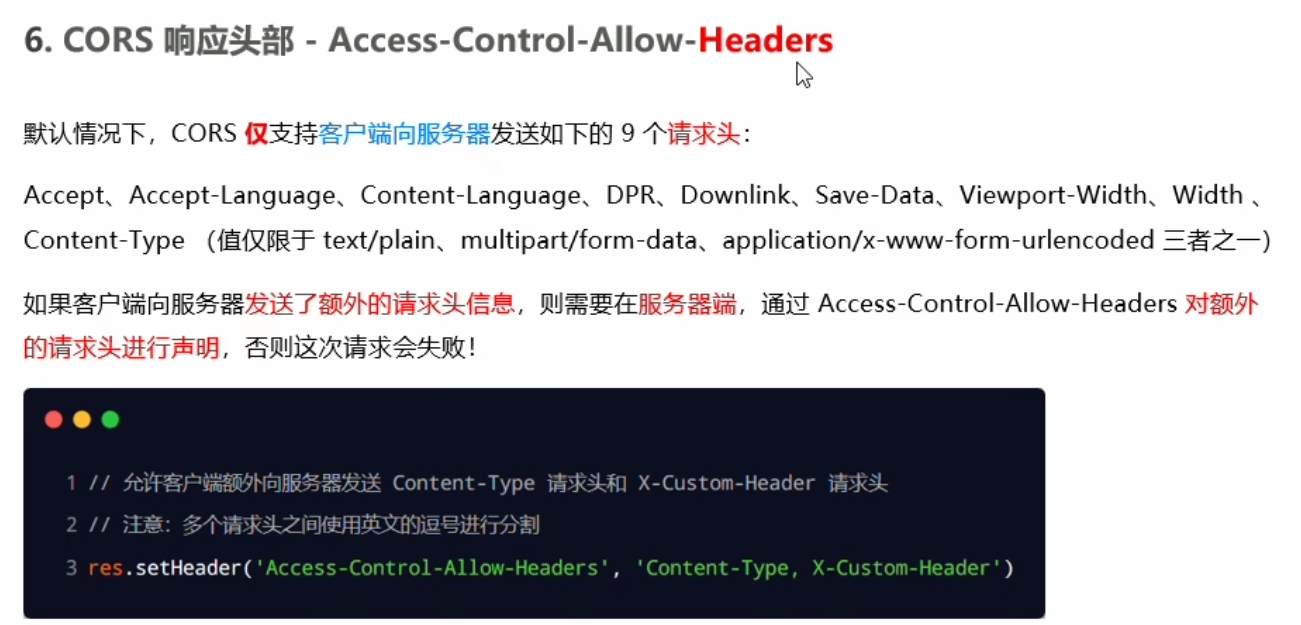 6. CORS 响应头部 - Access-Control-Allow-Headers
默认情况下，CORS 仅支持客户端向服务器发送如下的 9 个请求头：
Accept、Accept-Language、Content-Language、DPR、Downlink、Save-Data、Viewport-Width、Width 、
Content-Type （值仅限于 text/plain、multipart/form-data、application/x-www-form-urlencoded 三者之一）
如果客户端向服务器发送了额外的请求头信息，则需要在服务器端，通过 Access-Control-Allow-Headers 对额外
的请求头进行声明，否则这次请求会失败！
1 // 允许客户端额外向服务器发送 Content-Type 请求头和 X-Custom-Header 请求头
2 // 注意：多个请求头之间使用英文的逗号进行分割
3 res.setHeader('Access-Control-Allow-Headers', 'Content-Type, X-Custom-Header')